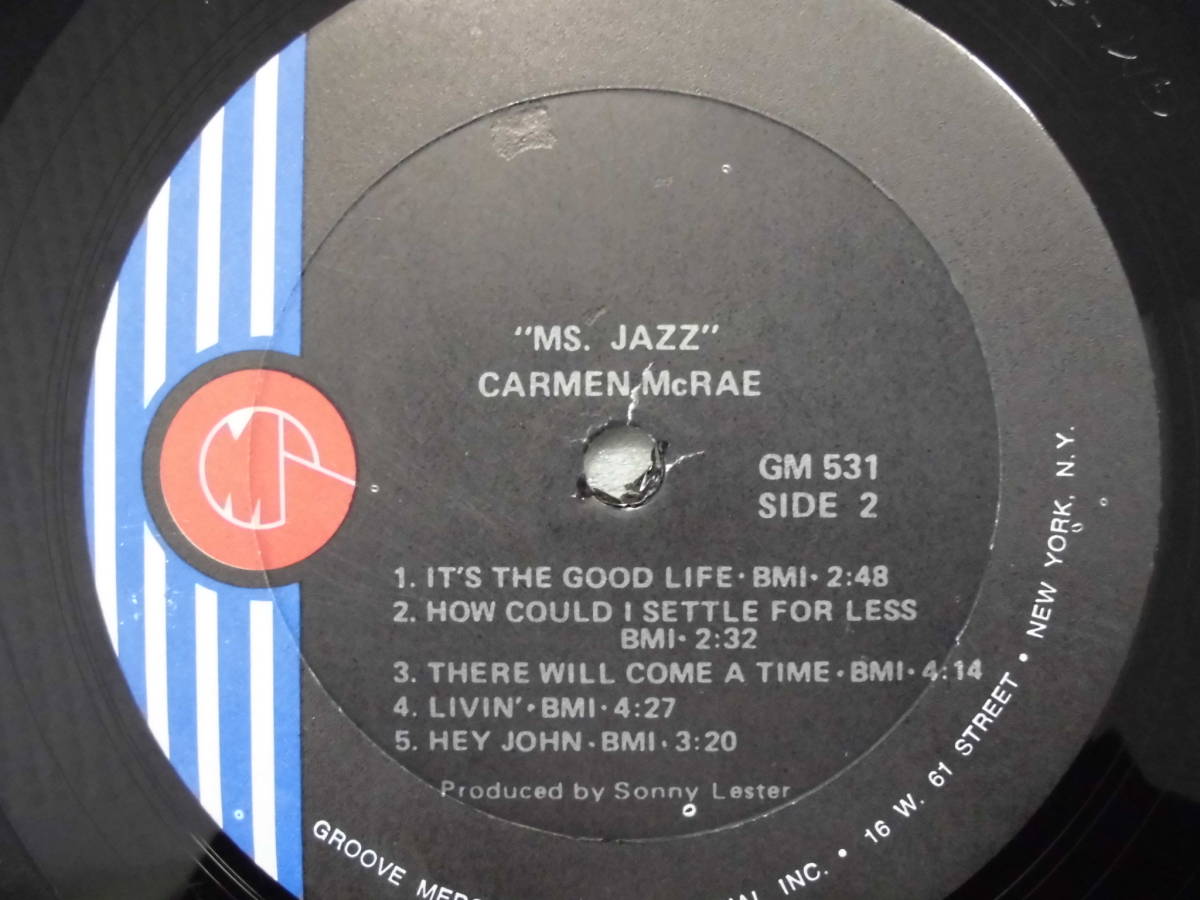 "MS. JAZZ"
CARMEN McRAE
GM 531
SIDE 2
1. IT'S THE GOOD LIFE • BMI • 2:48
2. HOW COULD I SETTLE FOR LESS
BMI • 2:32
3. THERE WILL COME A TIME • BMI • 4:14
4. LIVIN' • BMI • 4:27
5. HEY JOHN • BMI • 3:20
Produced by Sonny Lester
GROOVE INC. • 16 W. 61 STREET • NEW YORK, N.Y.